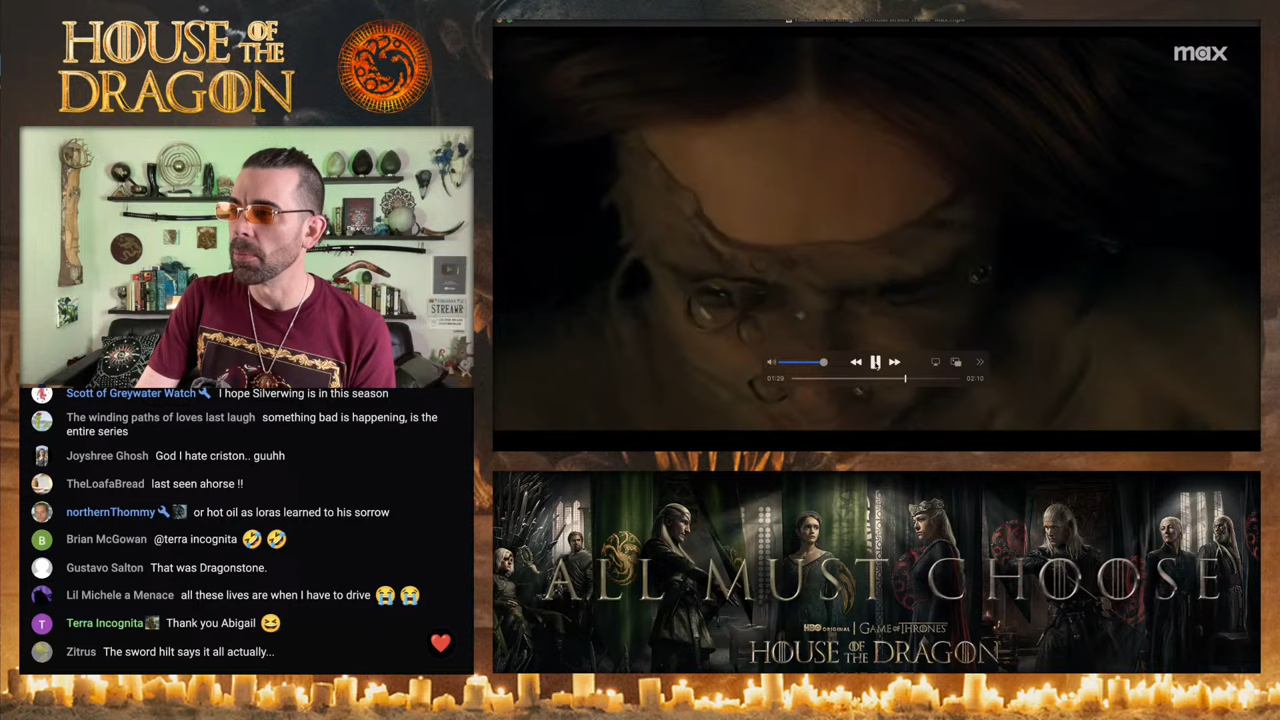 HOUSE OF THE DRAGON
max
STREAWR
01:29
02:10
Scott of Greywater Watch I hope Silverwing is in this season
The winding paths of loves last laugh something bad is happening, is the
entire series
Joyshree Ghosh God I hate criston.. guuhh
TheLoafaBread last seen ahorse !!
northernThommy or hot oil as loras learned to his sorrow
B
Brian McGowan @terra incognita 🤣 🤣
Gustavo Salton That was Dragonstone.
Lil Michele a Menace all these lives are when I have to drive 😭 😭
T
Terra Incognita Thank you Abigail 😆
Zitrus The sword hilt says it all actually...
ALL MUST CHOOSE
HBO ORIGINAL | GAME OF THRONES
HOUSE OF THE DRAGON